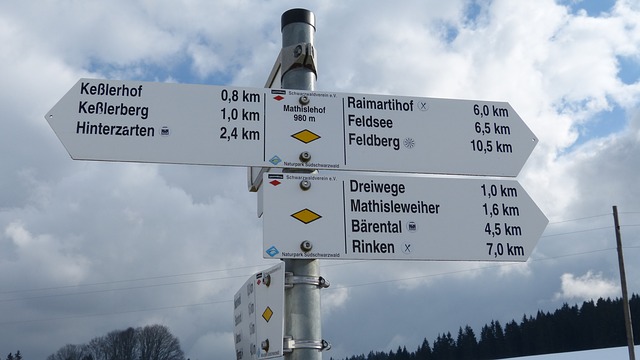 Keßlerhof 0,8 km
Keßlerberg 1,0 km
Hinterzarten 2,4 km
Schwarzwaldverein e.V.
Mathislehof
980 m
Naturpark Südschwarzwald
Raimartihof 6,0 km
Feldsee 6,5 km
Feldberg 10,5 km
Schwarzwaldverein e.V.
Naturpark Südschwarzwald
Dreiwege 1,0 km
Mathisleweiher 1,6 km
Bärental 4,5 km
Rinken 7,0 km